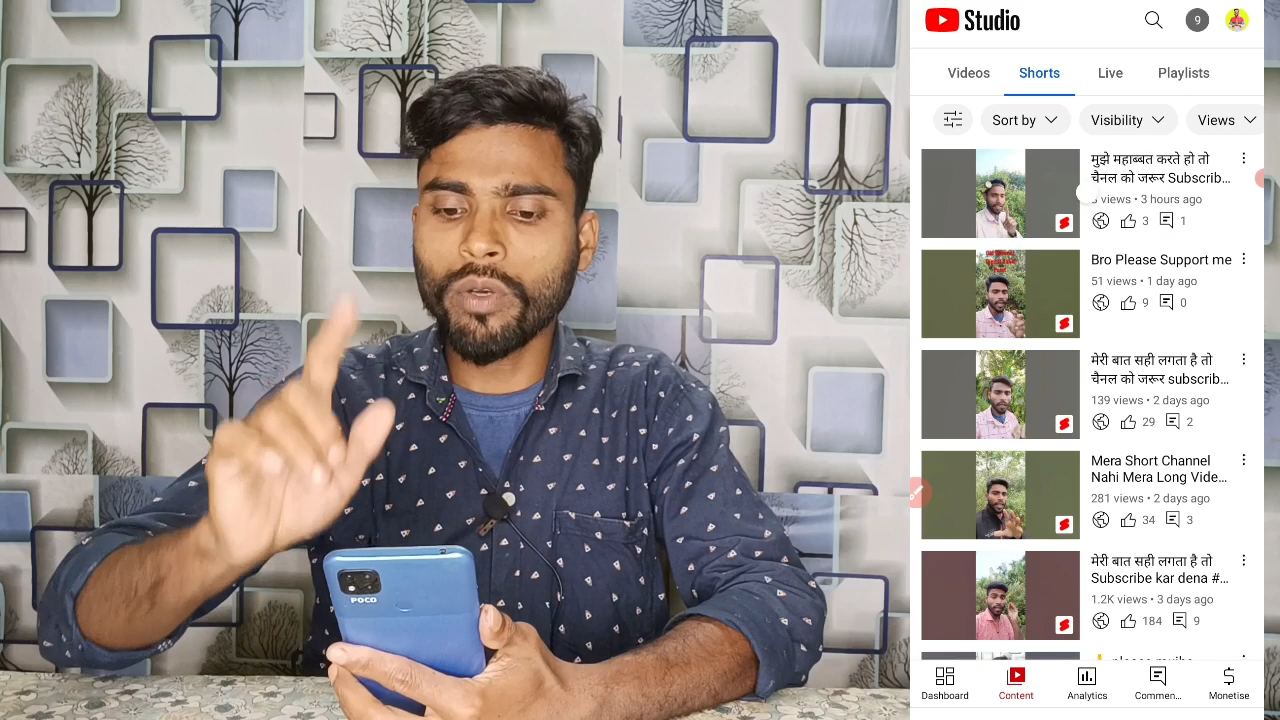 Studio
9
Videos Shorts Live Playlists
Sort by Visibility Views
मुझे महाब्बत करते हो तो
चैनल को जरूर Subscrib...
views • 3 hours ago
3 1
Bro Please Support me
51 views • 1 day ago
9 0
मेरी बात सही लगता है तो
चैनल को जरूर subscrib...
139 views • 2 days ago
29 2
Mera Short Channel
Nahi Mera Long Vide...
281 views • 2 days ago
34 3
मेरी बात सही लगता है तो
Subscribe kar dena #...
1.2K views • 3 days ago
184 9
Dashboard Content Analytics Commen... Monetise
POCO